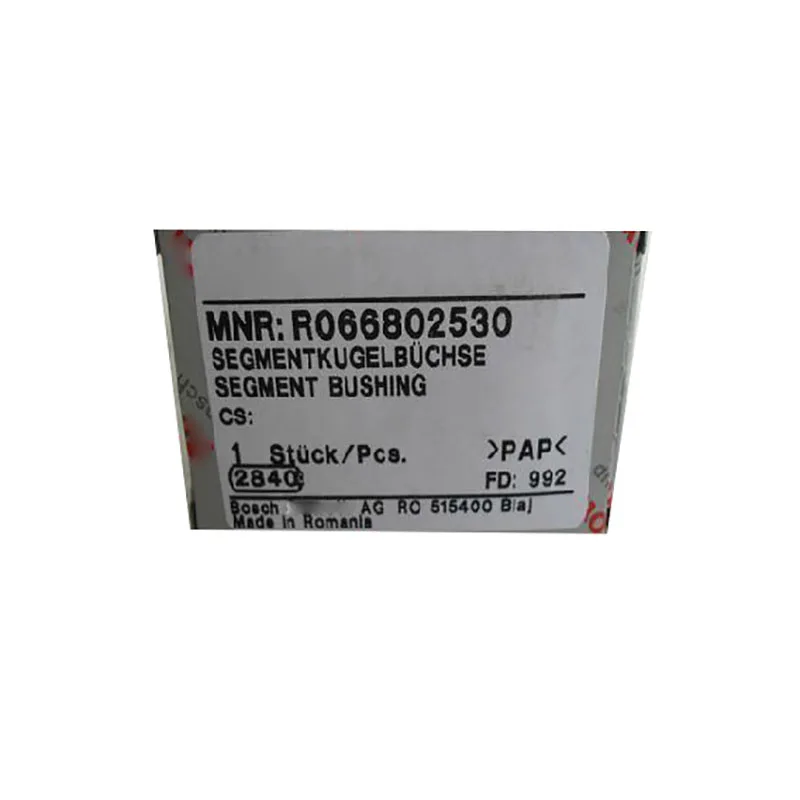 MNR: R066802530
SEGMENTKUGELBÜCHSE
SEGMENT BUSHING
CS:
1 Stück/Pcs. >PAP<
2840 FD: 992
Bosch AG RO 515400 Blaj
Made in Romania